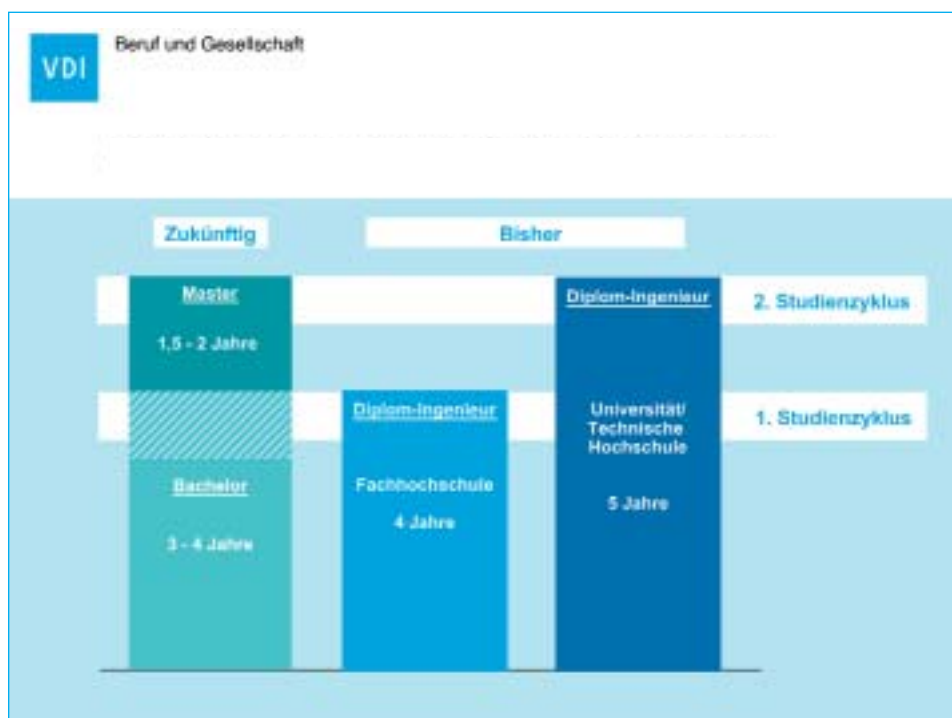 VDI
Beruf und Gesellschaft
Zukünftig
Bisher
Master
1,5 - 2 Jahre
Bachelor
3 - 4 Jahre
Diplom-Ingenieur
Fachhochschule
4 Jahre
Diplom-Ingenieur
Universität/
Technische
Hochschule
5 Jahre
2. Studienzyklus
1. Studienzyklus